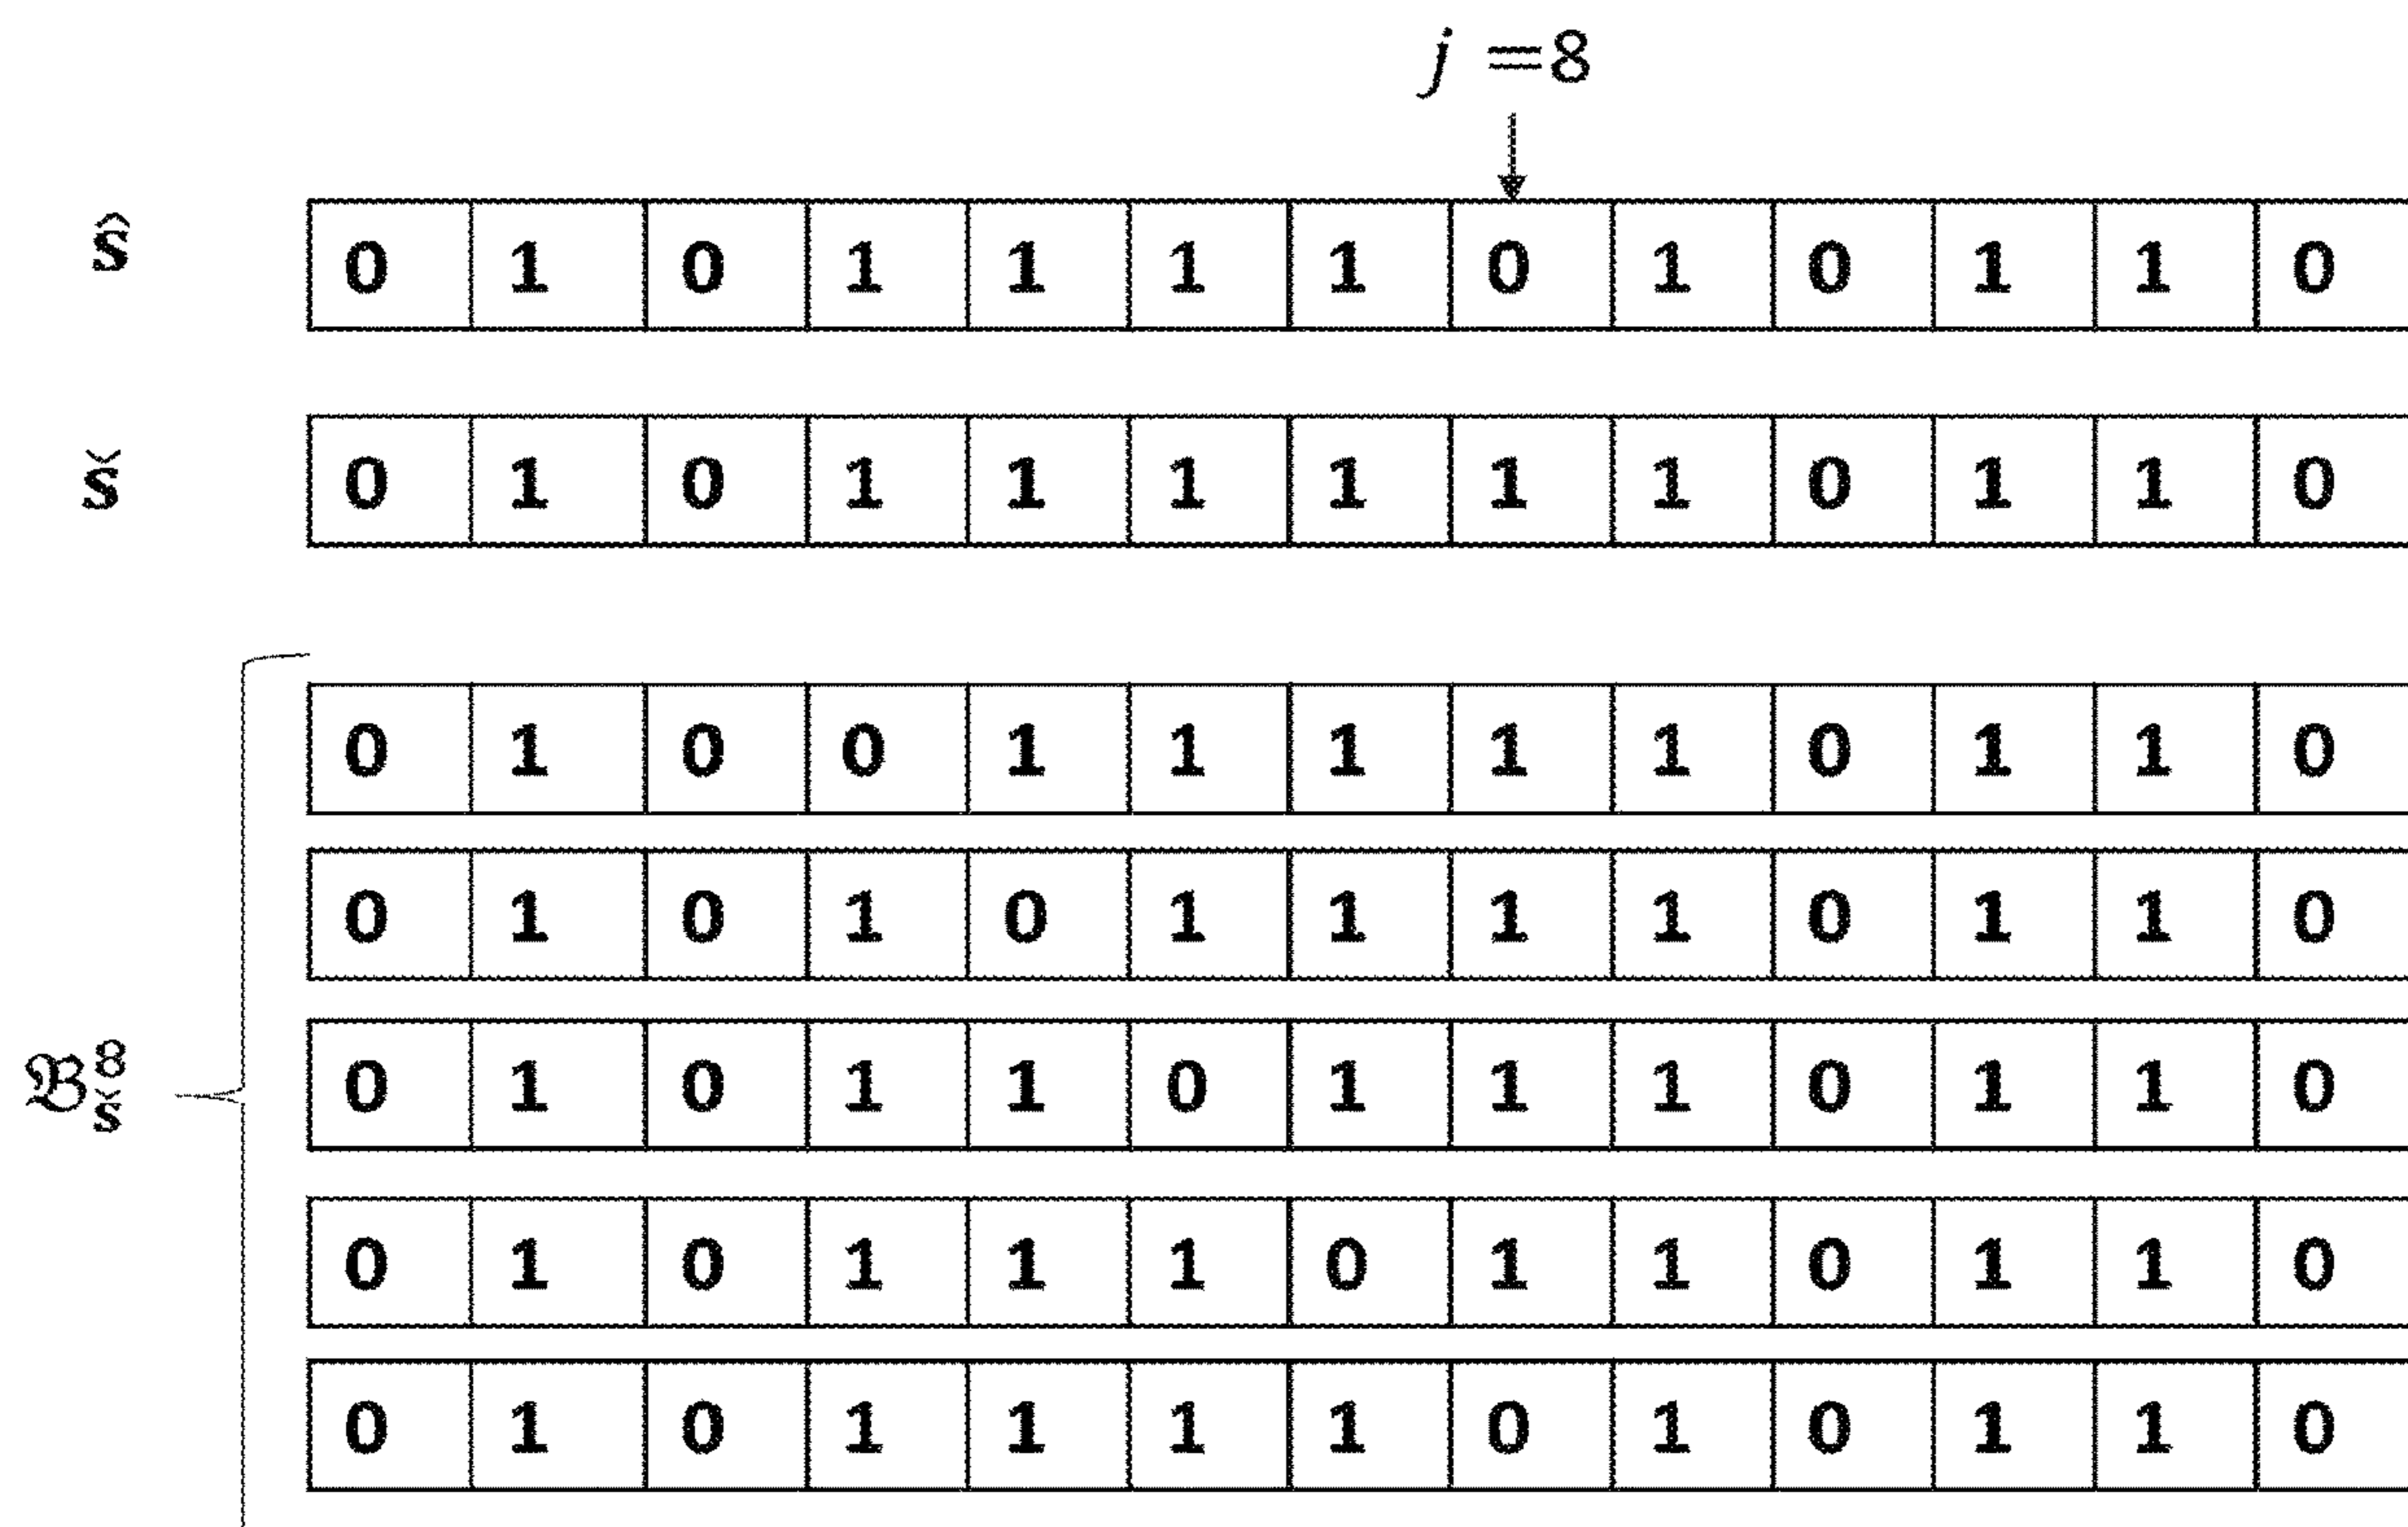 j =8
ŝ 0 1 0 1 1 1 1 0 1 0 1 1 0
š 0 1 0 1 1 1 1 1 1 0 1 1 0
0 1 0 0 1 1 1 1 1 0 1 1 0
0 1 0 1 0 1 1 1 1 0 1 1 0
𝔅 8 š 0 1 0 1 1 0 1 1 1 0 1 1 0
0 1 0 1 1 1 0 1 1 0 1 1 0
0 1 0 1 1 1 1 0 1 0 1 1 0